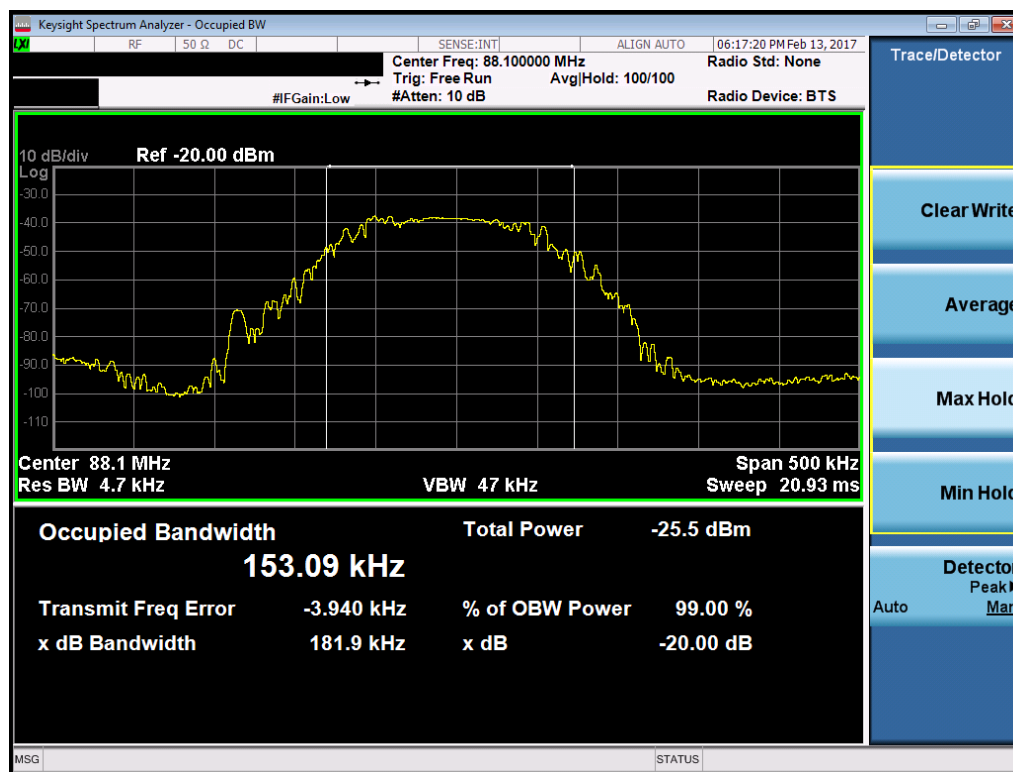 Keysight Spectrum Analyzer - Occupied BW
LXI RF 50 Ω DC SENSE:INT ALIGN AUTO 06:17:20 PM Feb 13, 2017
Center Freq: 88.100000 MHz Radio Std: None
Trig: Free Run Avg|Hold: 100/100
#IFGain:Low #Atten: 10 dB Radio Device: BTS
Trace/Detector
10 dB/div Ref -20.00 dBm
Log
-30.0
-40.0
-50.0
-60.0
-70.0
-80.0
-90.0
-100
-110
Center 88.1 MHz Span 500 kHz
Res BW 4.7 kHz VBW 47 kHz Sweep 20.93 ms
Occupied Bandwidth Total Power -25.5 dBm
153.09 kHz
Transmit Freq Error -3.940 kHz % of OBW Power 99.00 %
x dB Bandwidth 181.9 kHz x dB -20.00 dB
Clear Write
Average
Max Hold
Min Hold
Detector
Peak
Auto Man
MSG STATUS